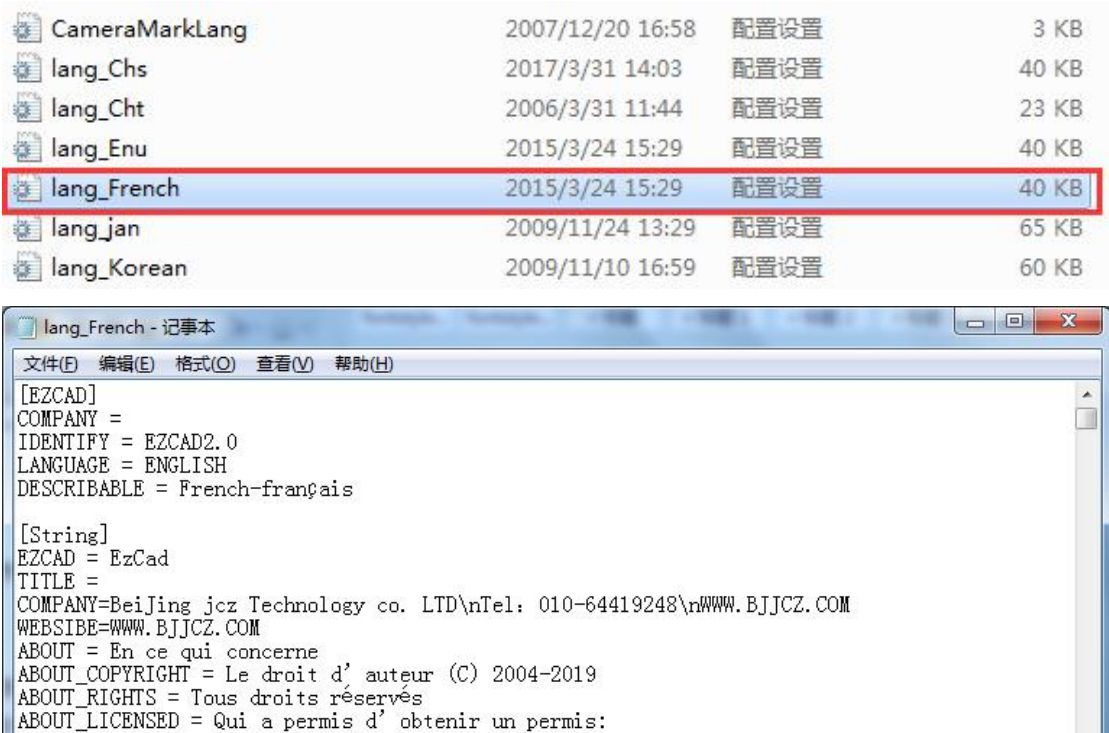 CameraMarkLang 2007/12/20 16:58 配置设置 3 KB
lang_Chs 2017/3/31 14:03 配置设置 40 KB
lang_Cht 2006/3/31 11:44 配置设置 23 KB
lang_Enu 2015/3/24 15:29 配置设置 40 KB
lang_French 2015/3/24 15:29 配置设置 40 KB
lang_jan 2009/11/24 13:29 配置设置 65 KB
lang_Korean 2009/11/10 16:59 配置设置 60 KB
lang_French - 记事本
文件(F) 编辑(E) 格式(O) 查看(V) 帮助(H)
[EZCAD]
COMPANY =
IDENTIFY = EZCAD2.0
LANGUAGE = ENGLISH
DESCRIBABLE = French-français
[String]
EZCAD = EzCad
TITLE =
COMPANY=BeiJing jcz Technology co. LTD\nTel：010-64419248\nWWW.BJJCZ.COM
WEBSIBE=WWW.BJJCZ.COM
ABOUT = En ce qui concerne
ABOUT_COPYRIGHT = Le droit d’auteur (C) 2004-2019
ABOUT_RIGHTS = Tous droits réservés
ABOUT_LICENSED = Qui a permis d’obtenir un permis: